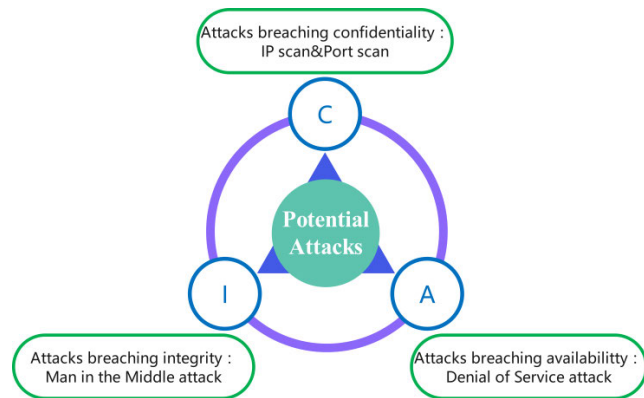 Attacks breaching confidentiality :
IP scan&Port scan
C
Potential
Attacks
I
A
Attacks breaching integrity :
Man in the Middle attack
Attacks breaching availabilitty :
Denial of Service attack